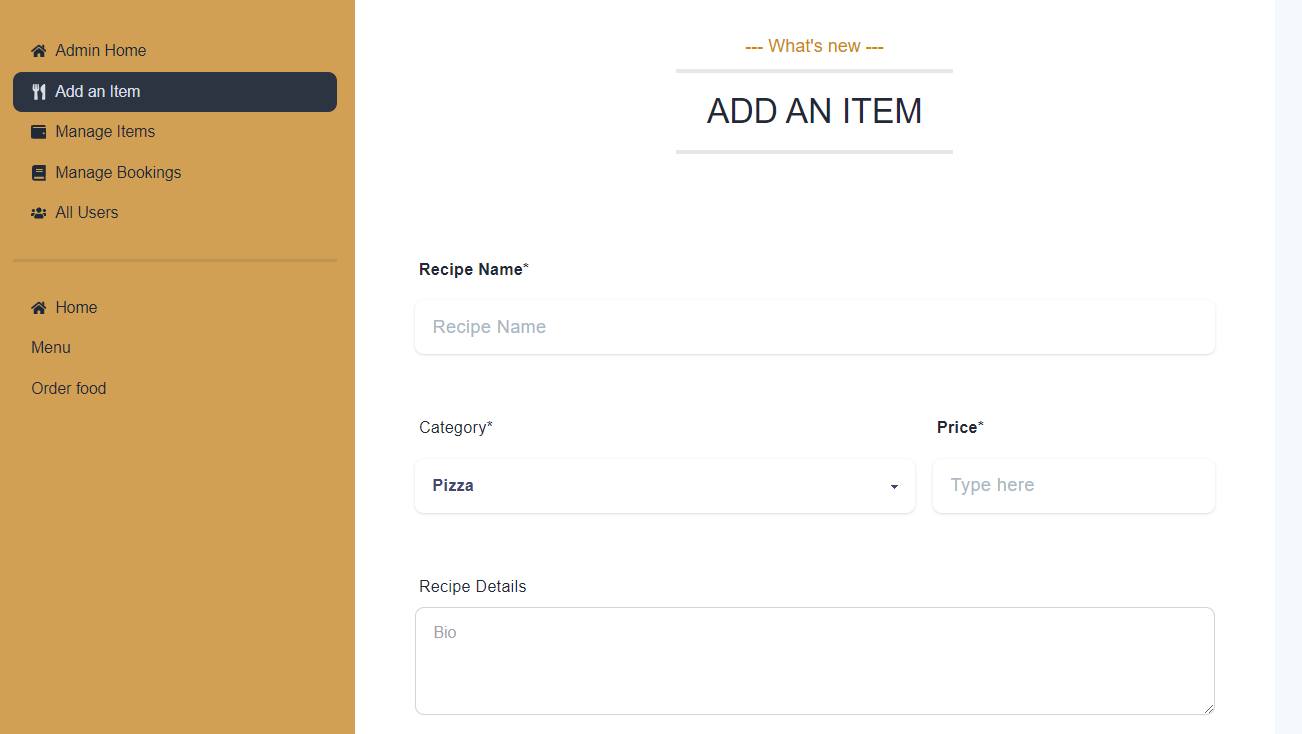 Admin Home
Add an Item
Manage Items
Manage Bookings
All Users
Home
Menu
Order food
--- What's new ---
ADD AN ITEM
Recipe Name*
Recipe Name
Category*
Price*
Pizza
Type here
Recipe Details
Bio